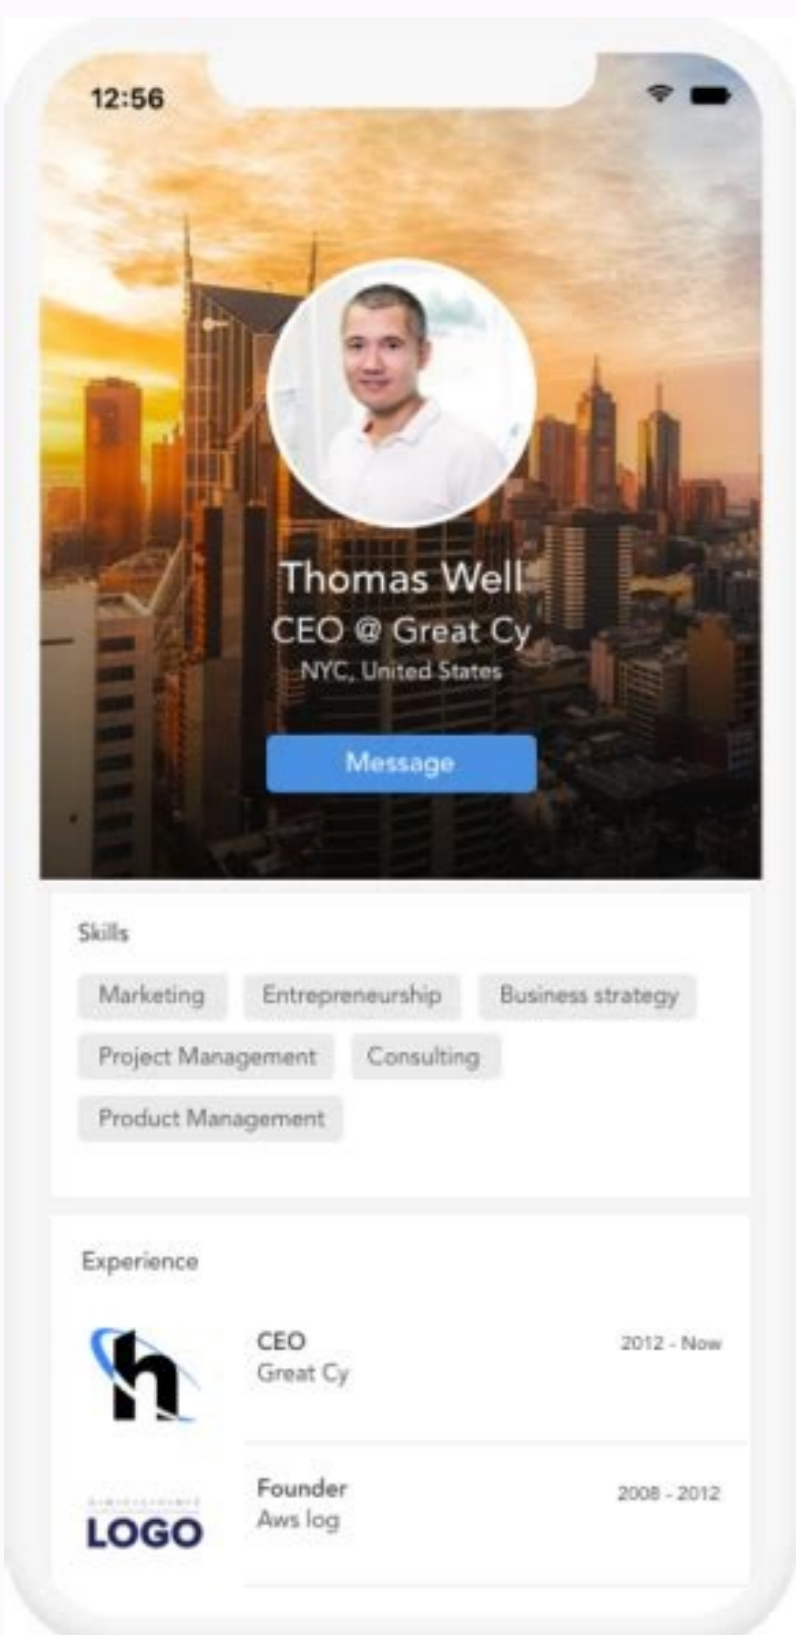 12:56
Thomas Well
CEO @ Great Cy
NYC, United States
Message
Skills
Marketing Entrepreneurship Business strategy
Project Management Consulting
Product Management
Experience
CEO 2012 - Now
Great Cy
h
Founder 2008 - 2012
Aws log
LOGO